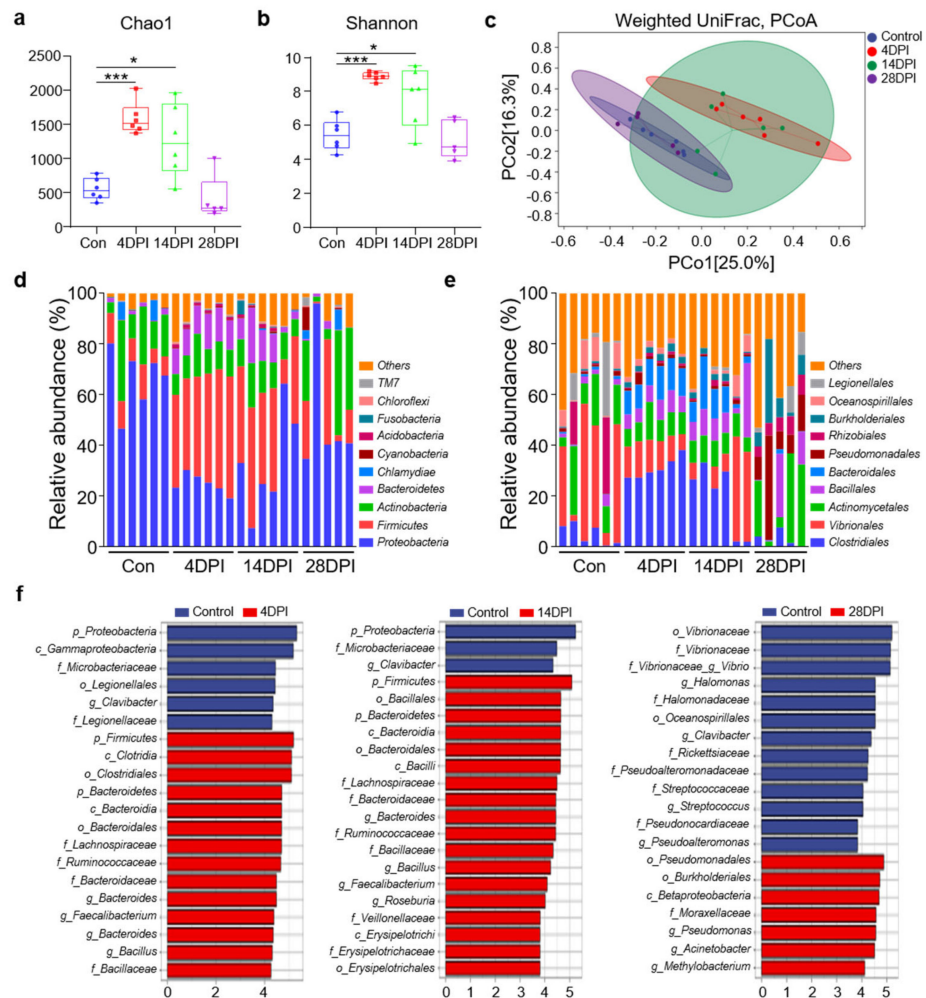 a
Chao1
2500
2000
1500
1000
500
0
*
***
Con 4DPI 14DPI 28DPI
b
Shannon
10
8
6
4
2
0
*
***
Con 4DPI 14DPI 28DPI
c
Weighted UniFrac, PCoA
Control
4DPI
14DPI
28DPI
PCo2[16.3%]
0.8
0.6
0.4
0.2
0.0
-0.2
-0.4
-0.6
-0.8
-0.6 -0.4 -0.2 0.0 0.2 0.4 0.6
PCo1[25.0%]
d
Relative abundance (%)
100
80
60
40
20
0
Con 4DPI 14DPI 28DPI
Others
TM7
Chloroflexi
Fusobacteria
Acidobacteria
Cyanobacteria
Chlamydiae
Bacteroidetes
Actinobacteria
Firmicutes
Proteobacteria
e
Relative abundance (%)
100
80
60
40
20
0
Con 4DPI 14DPI 28DPI
Others
Legionellales
Oceanospirillales
Burkholderiales
Rhizobiales
Pseudomonadales
Bacteroidales
Bacillales
Actinomycetales
Vibrionales
Clostridiales
f
Control 4DPI
p_Proteobacteria
c_Gammaproteobacteria
f_Microbacteriaceae
o_Legionellales
g_Clavibacter
f_Legionellaceae
p_Firmicutes
c_Clotridia
o_Clostridiales
p_Bacteroidetes
c_Bacteroidia
o_Bacteroidales
f_Lachnospiraceae
f_Ruminococcaceae
f_Bacteroidaceae
g_Bacteroides
g_Faecalibacterium
g_Bacteroides
g_Bacillus
f_Bacillaceae
0 2 4
Control 14DPI
p_Proteobacteria
f_Microbacteriaceae
g_Clavibacter
p_Firmicutes
o_Bacillales
p_Bacteroidetes
c_Bacteroidia
o_Bacteroidales
c_Bacilli
f_Lachnospiraceae
f_Bacteroidaceae
g_Bacteroides
f_Ruminococcaceae
f_Bacillaceae
g_Bacillus
g_Faecalibacterium
g_Roseburia
f_Veillonellaceae
c_Erysipelotrichi
f_Erysipelotrichaceae
o_Erysipelotrichales
0 1 2 3 4 5
Control 28DPI
o_Vibrionaceae
f_Vibrionaceae
f_Vibrionaceae_g_Vibrio
g_Halomonas
f_Halomonadaceae
o_Oceanospirillales
g_Clavibacter
f_Rickettsiaceae
f_Pseudoalteromonadaceae
f_Streptococcaceae
g_Streptococcus
f_Pseudonocardiaceae
g_Pseudoalteromonas
o_Pseudomonadales
o_Burkholderiales
c_Betaproteobacteria
f_Moraxellaceae
g_Pseudomonas
g_Acinetobacter
g_Methylobacterium
0 1 2 3 4 5